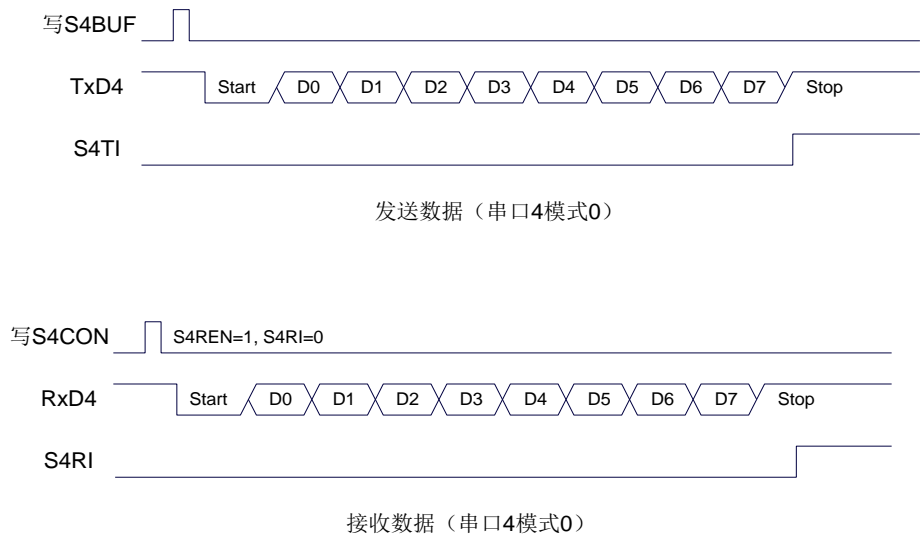 写S4BUF
TxD4 Start D0 D1 D2 D3 D4 D5 D6 D7 Stop
S4TI
发送数据（串口4模式0）
写S4CON S4REN=1, S4RI=0
RxD4 Start D0 D1 D2 D3 D4 D5 D6 D7 Stop
S4RI
接收数据（串口4模式0）